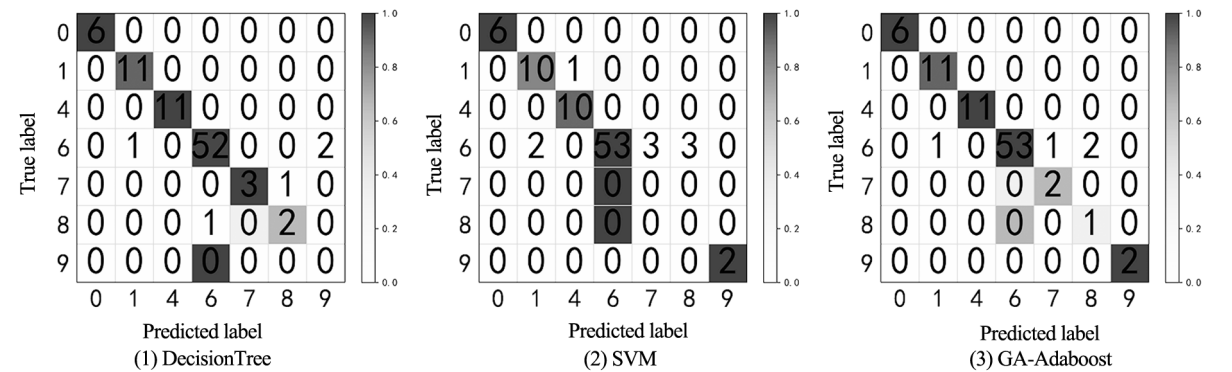 0 6 0 0 0 0 0 0
1 0 11 0 0 0 0 0
4 0 0 11 0 0 0 0
6 0 1 0 52 0 0 2
7 0 0 0 0 3 1 0
8 0 0 0 1 0 2 0
9 0 0 0 0 0 0 0
0 1 4 6 7 8 9
1.0
0.8
0.6
0.4
0.2
0.0
True label
Predicted label
(1) DecisionTree
0 6 0 0 0 0 0 0
1 0 10 1 0 0 0 0
4 0 0 10 0 0 0 0
6 0 2 0 53 3 3 0
7 0 0 0 0 0 0 0
8 0 0 0 0 0 0 0
9 0 0 0 0 0 0 2
0 1 4 6 7 8 9
1.0
0.8
0.6
0.4
0.2
0.0
True label
Predicted label
(2) SVM
0 6 0 0 0 0 0 0
1 0 11 0 0 0 0 0
4 0 0 11 0 0 0 0
6 0 1 0 53 1 2 0
7 0 0 0 0 2 0 0
8 0 0 0 0 0 1 0
9 0 0 0 0 0 0 2
0 1 4 6 7 8 9
1.0
0.8
0.6
0.4
0.2
0.0
True label
Predicted label
(3) GA-Adaboost